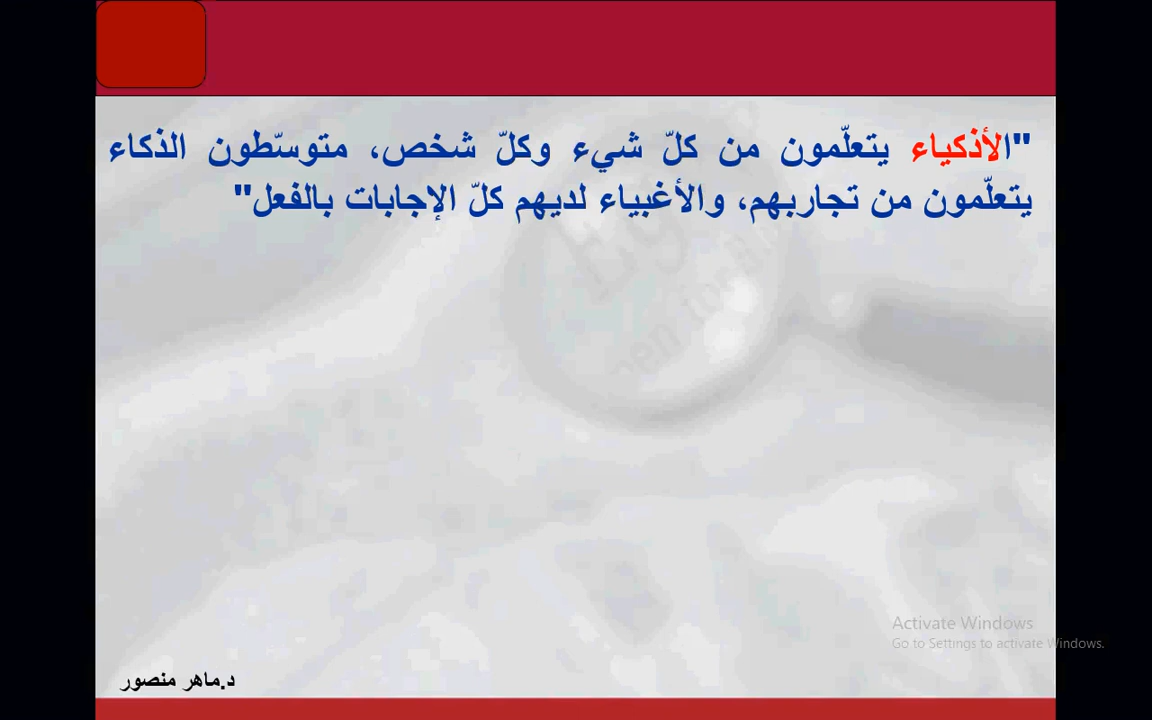 "الأذكياء يتعلّمون من كلّ شيء وكلّ شخص، متوسّطون الذكاء
يتعلّمون من تجاربهم، والأغبياء لديهم كلّ الإجابات بالفعل"
Activate Windows
Go to Settings to activate Windows.
د.ماهر منصور